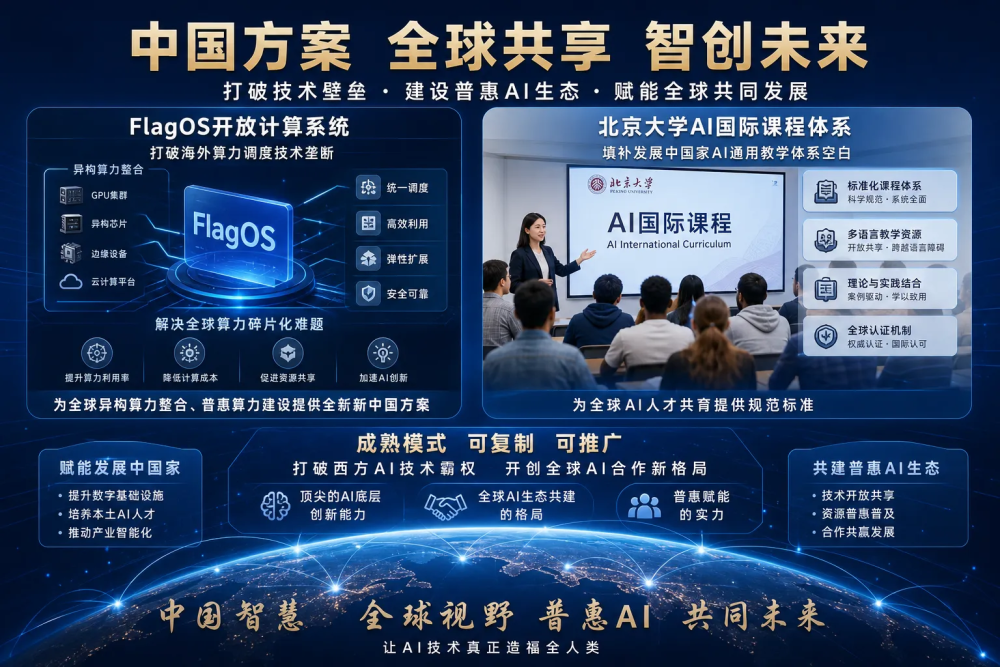 中国方案 全球共享 智创未来
打破技术壁垒 · 建设普惠AI生态 · 赋能全球共同发展
FlagOS开放计算系统
打破海外算力调度技术垄断
异构算力整合
GPU集群
异构芯片
边缘设备
云计算平台
FlagOS
统一调度
高效利用
弹性扩展
安全可靠
解决全球算力碎片化难题
提升算力利用率
降低计算成本
促进资源共享
加速AI创新
为全球异构算力整合、普惠算力建设提供全新新中国方案
北京大学AI国际课程体系
填补发展中国家AI通用教学体系空白
北京大学
PEKING UNIVERSITY
AI国际课程
AI International Curriculum
标准化课程体系
科学规范 · 系统全面
多语言教学资源
开放共享 · 跨越语言障碍
理论与实践结合
案例驱动 · 学以致用
全球认证机制
权威认证 · 国际认可
为全球AI人才共育提供规范标准
赋能发展中国家
• 提升数字基础设施
• 培养本土AI人才
• 推动产业智能化
成熟模式 可复制 可推广
打破西方AI技术霸权 开创全球AI合作新格局
顶尖的AI底层
创新能力
全球AI生态共建
的格局
普惠赋能
的实力
共建普惠AI生态
• 技术开放共享
• 资源普惠普及
• 合作共赢发展
中国智慧 全球视野 普惠AI 共同未来
让AI技术真正造福全人类